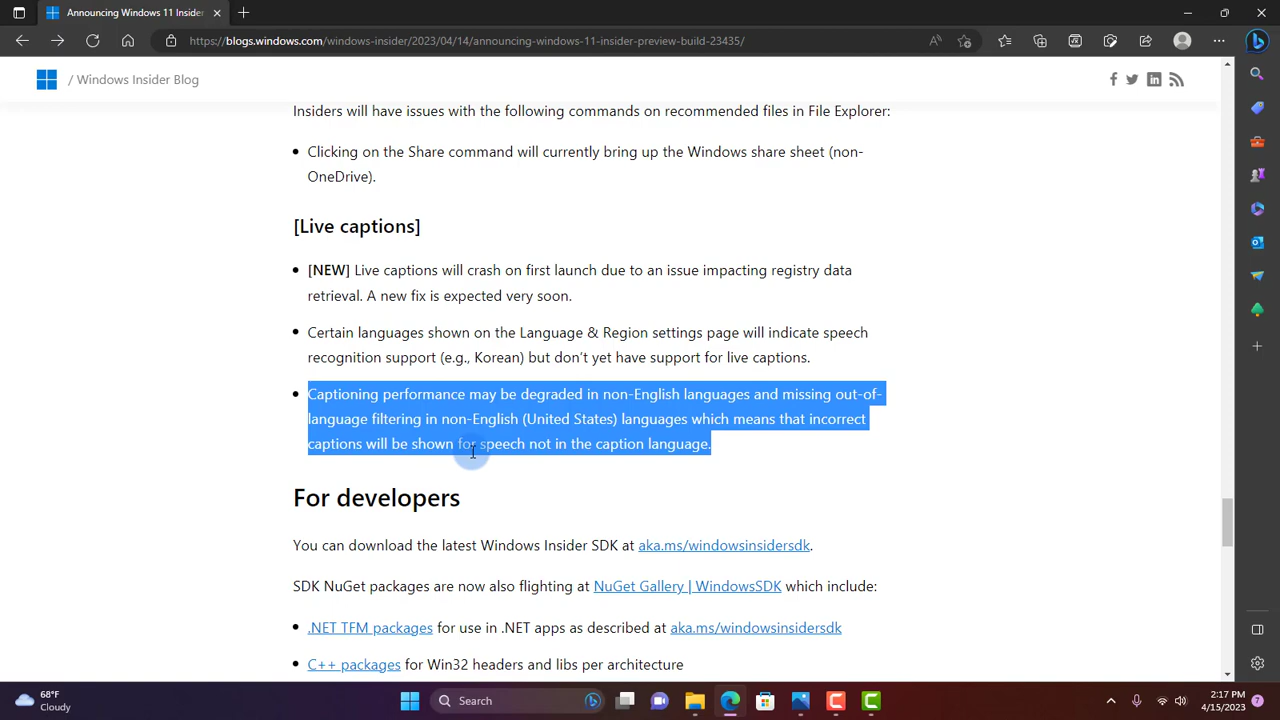 Announcing Windows 11 Insider
https://blogs.windows.com/windows-insider/2023/04/14/announcing-windows-11-insider-preview-build-23435/
/ Windows Insider Blog
Insiders will have issues with the following commands on recommended files in File Explorer:
• Clicking on the Share command will currently bring up the Windows share sheet (non-
OneDrive).
[Live captions]
• [NEW] Live captions will crash on first launch due to an issue impacting registry data
retrieval. A new fix is expected very soon.
• Certain languages shown on the Language & Region settings page will indicate speech
recognition support (e.g., Korean) but don’t yet have support for live captions.
• Captioning performance may be degraded in non-English languages and missing out-of-
language filtering in non-English (United States) languages which means that incorrect
captions will be shown for speech not in the caption language.
For developers
You can download the latest Windows Insider SDK at aka.ms/windowsinsidersdk.
SDK NuGet packages are now also flighting at NuGet Gallery | WindowsSDK which include:
• .NET TFM packages for use in .NET apps as described at aka.ms/windowsinsidersdk
• C++ packages for Win32 headers and libs per architecture
68°F
Cloudy
Search
2:17 PM
4/15/2023
7